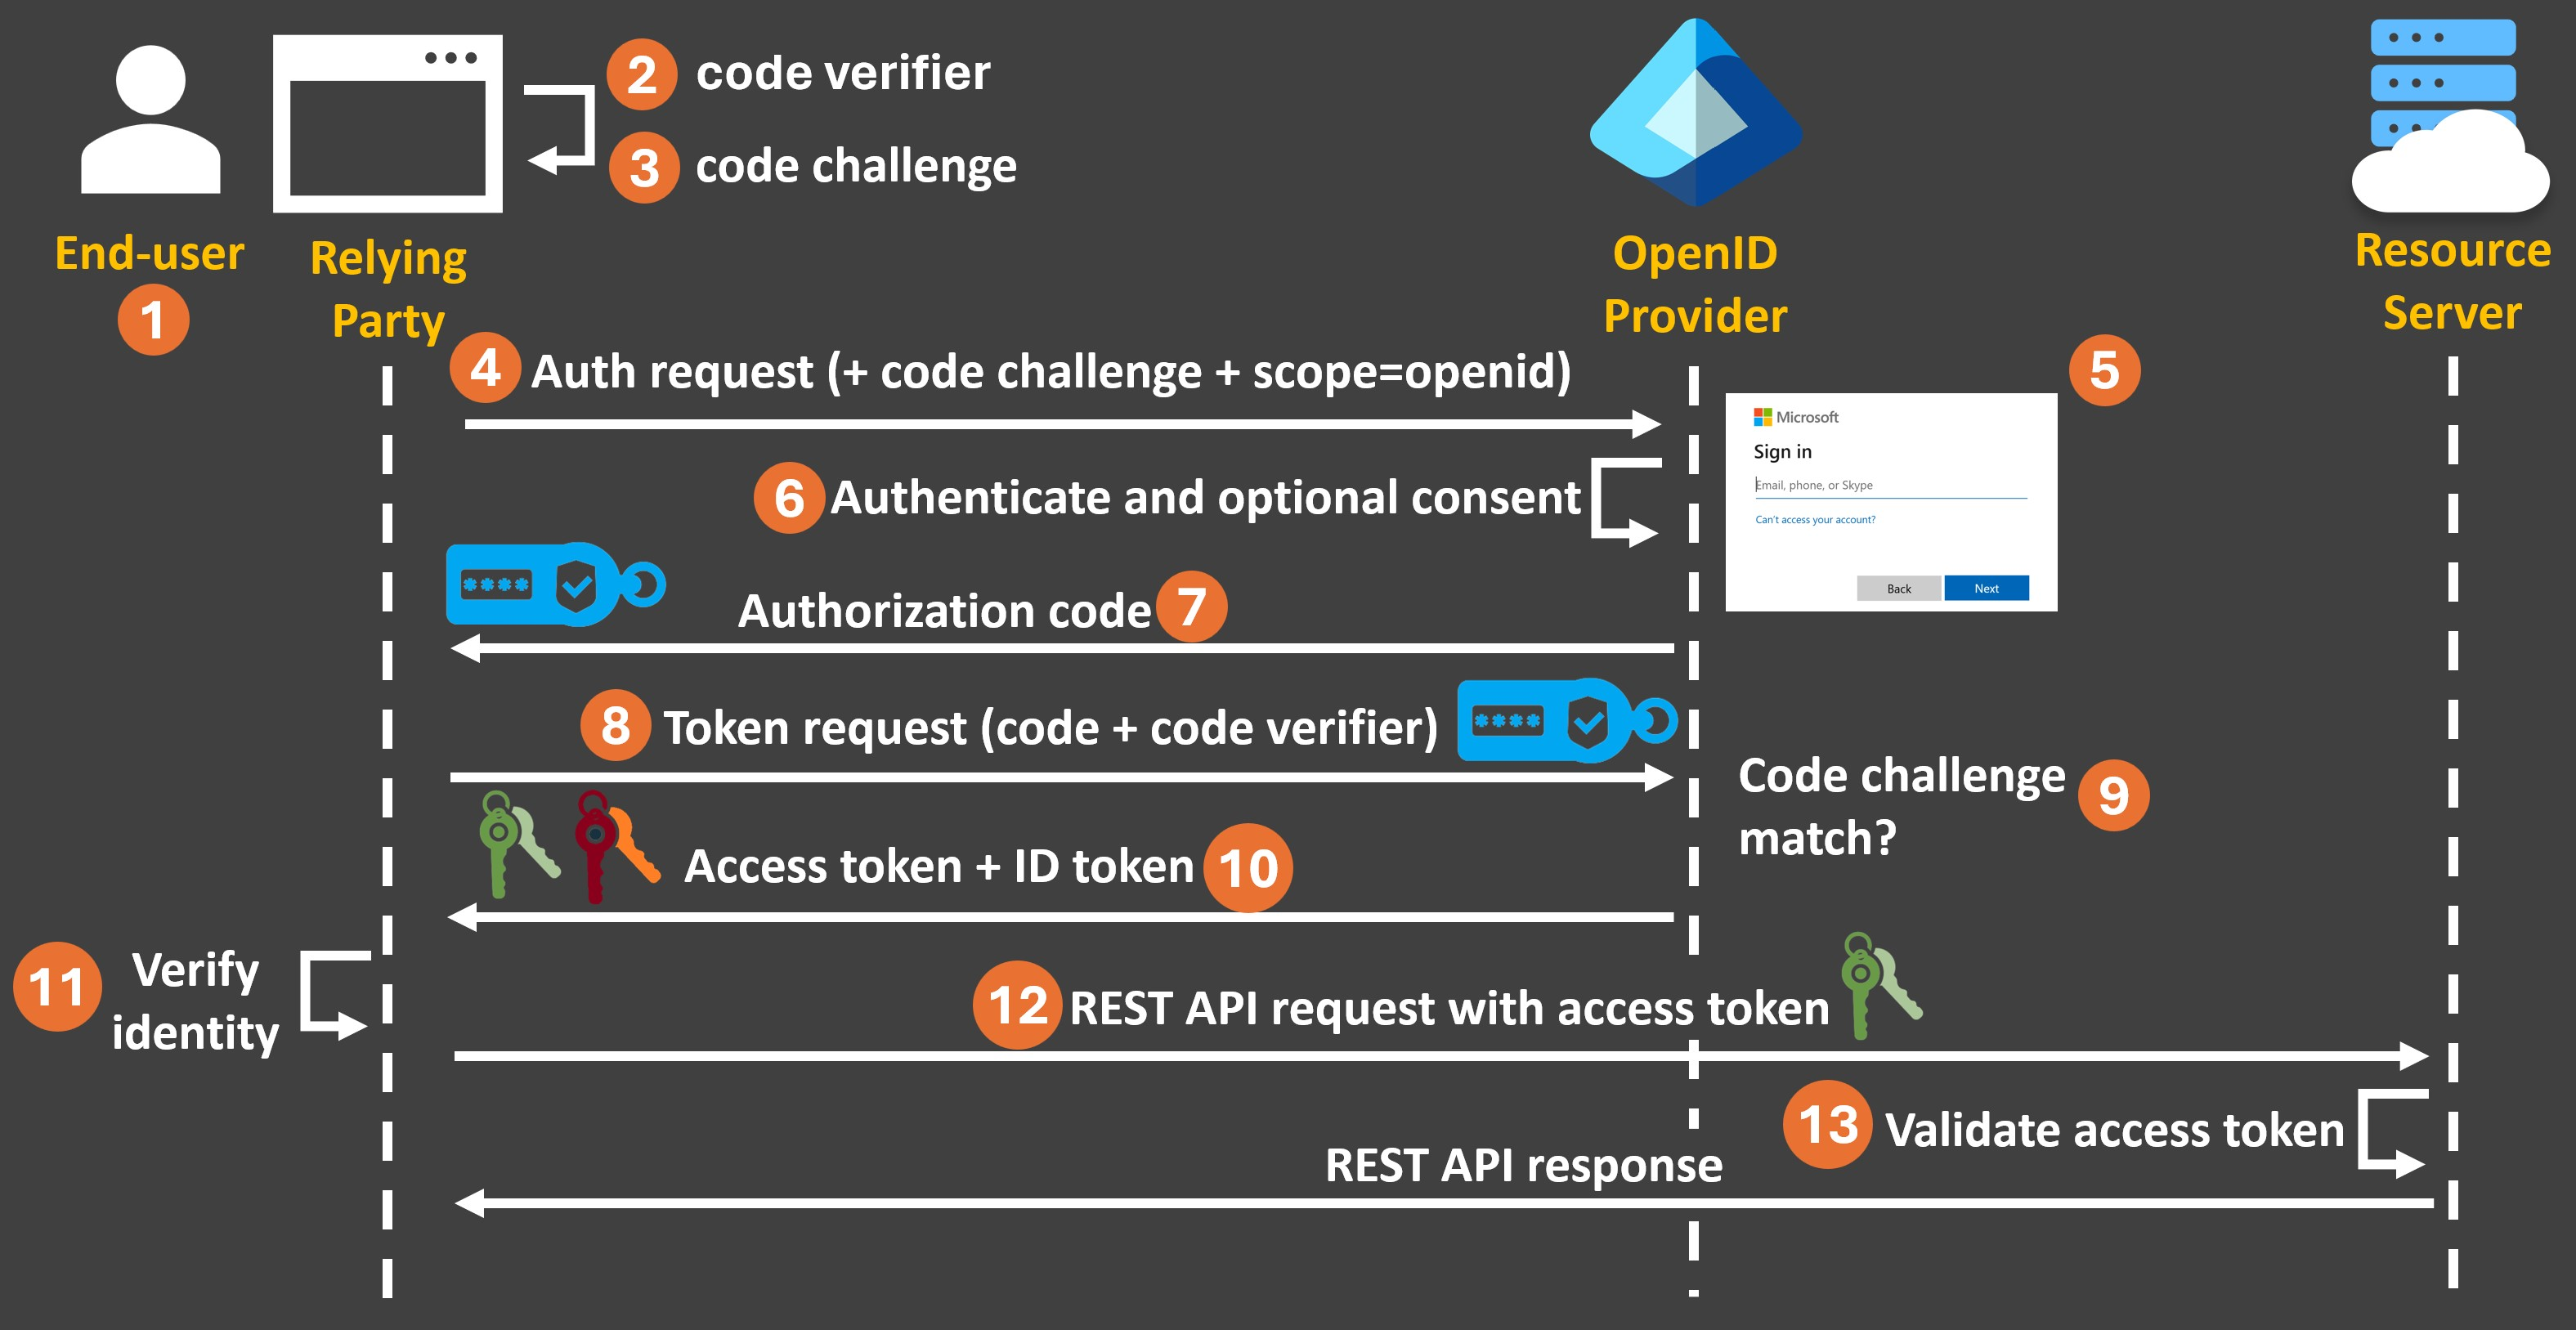 2 code verifier
3 code challenge
End-user
1
Relying
Party
OpenID
Provider
Resource
Server
4 Auth request (+ code challenge + scope=openid)
5
Microsoft
Sign in
Email, phone, or Skype
Can't access your account?
Back Next
6 Authenticate and optional consent
****
Authorization code 7
8 Token request (code + code verifier)
****
Code challenge
match?
9
Access token + ID token 10
11 Verify
identity
12 REST API request with access token
13 Validate access token
REST API response